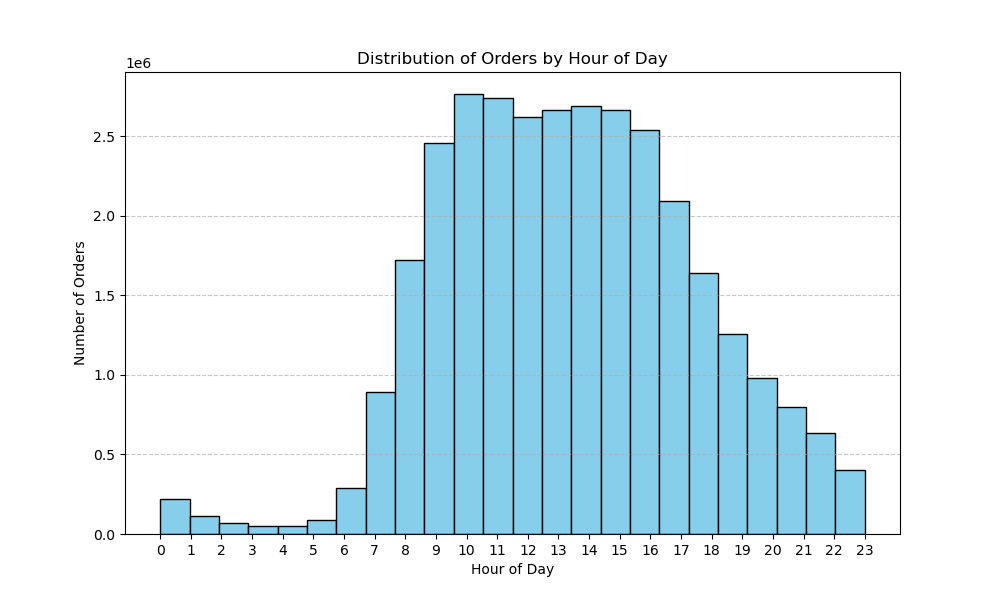 Distribution of Orders by Hour of Day
1e6
2.5
2.0
1.5
1.0
0.5
0.0
Number of Orders
0 1 2 3 4 5 6 7 8 9 10 11 12 13 14 15 16 17 18 19 20 21 22 23
Hour of Day